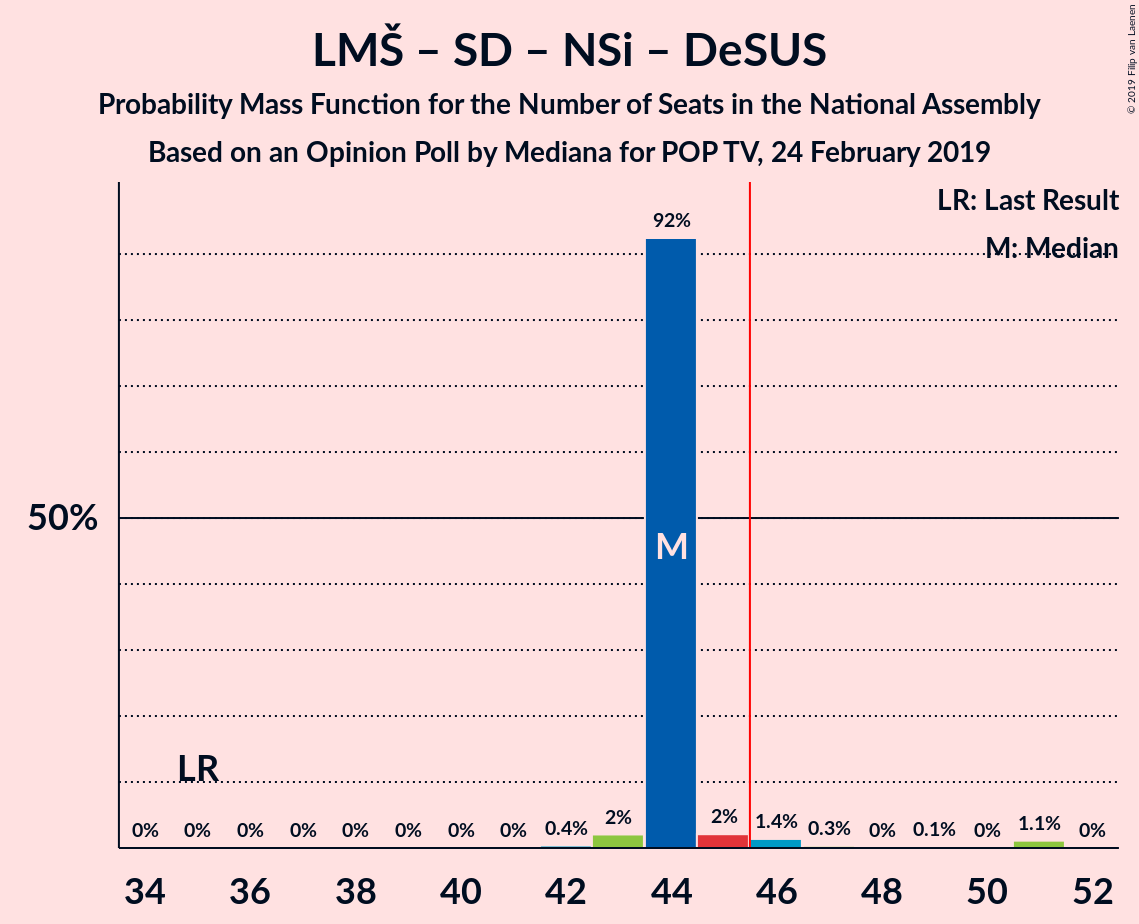 LMŠ – SD – NSi – DeSUS
Probability Mass Function for the Number of Seats in the National Assembly
Based on an Opinion Poll by Mediana for POP TV, 24 February 2019
© 2019 Filip van Laenen
LR: Last Result
M: Median
92%
50%
M
LR
0% 0% 0% 0% 0% 0% 0% 0% 0.4% 2% 2% 1.4% 0.3% 0% 0.1% 0% 1.1% 0%
34 36 38 40 42 44 46 48 50 52